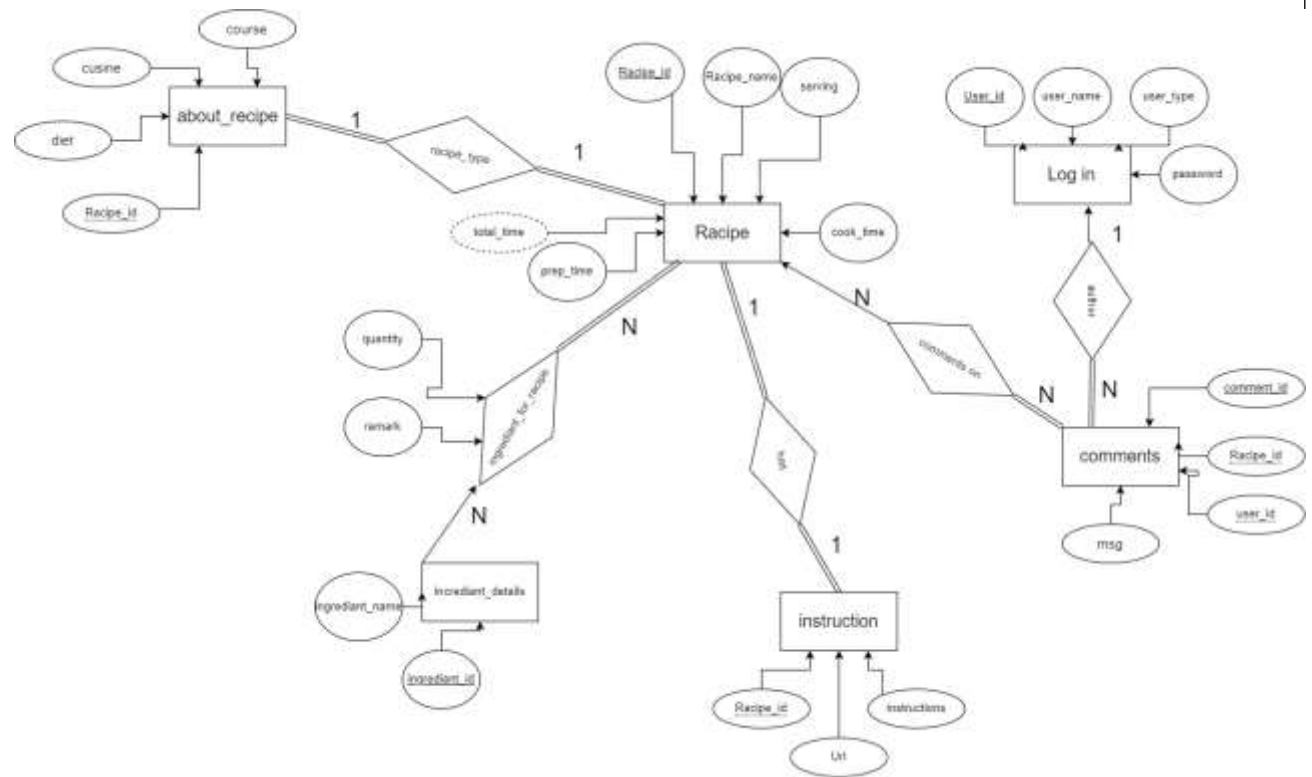 course
cusine
about_recipe
diet
Racipe_id
1
recipe_type
1
Racipe_id
Racipe_name
serving
total_time
prep_time
Racipe
cook_time
User_id
user_name
user_type
Log in
password
1
N
N
comments on
N
comment_id
comments
Racipe_id
user_id
msg
quantity
remark
N
ingrediant_for_recipe
N
ingrediant_name
incrediant_details
ingrediant_id
1
1
instruction
Racipe_id
Instructions
Url